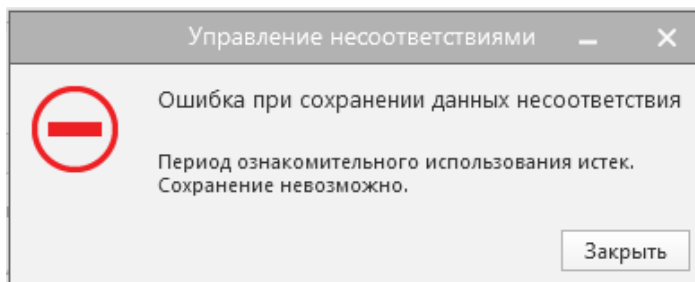 Управление несоответствиями
Ошибка при сохранении данных несоответствия
Период ознакомительного использования истек.
Сохранение невозможно.
Закрыть